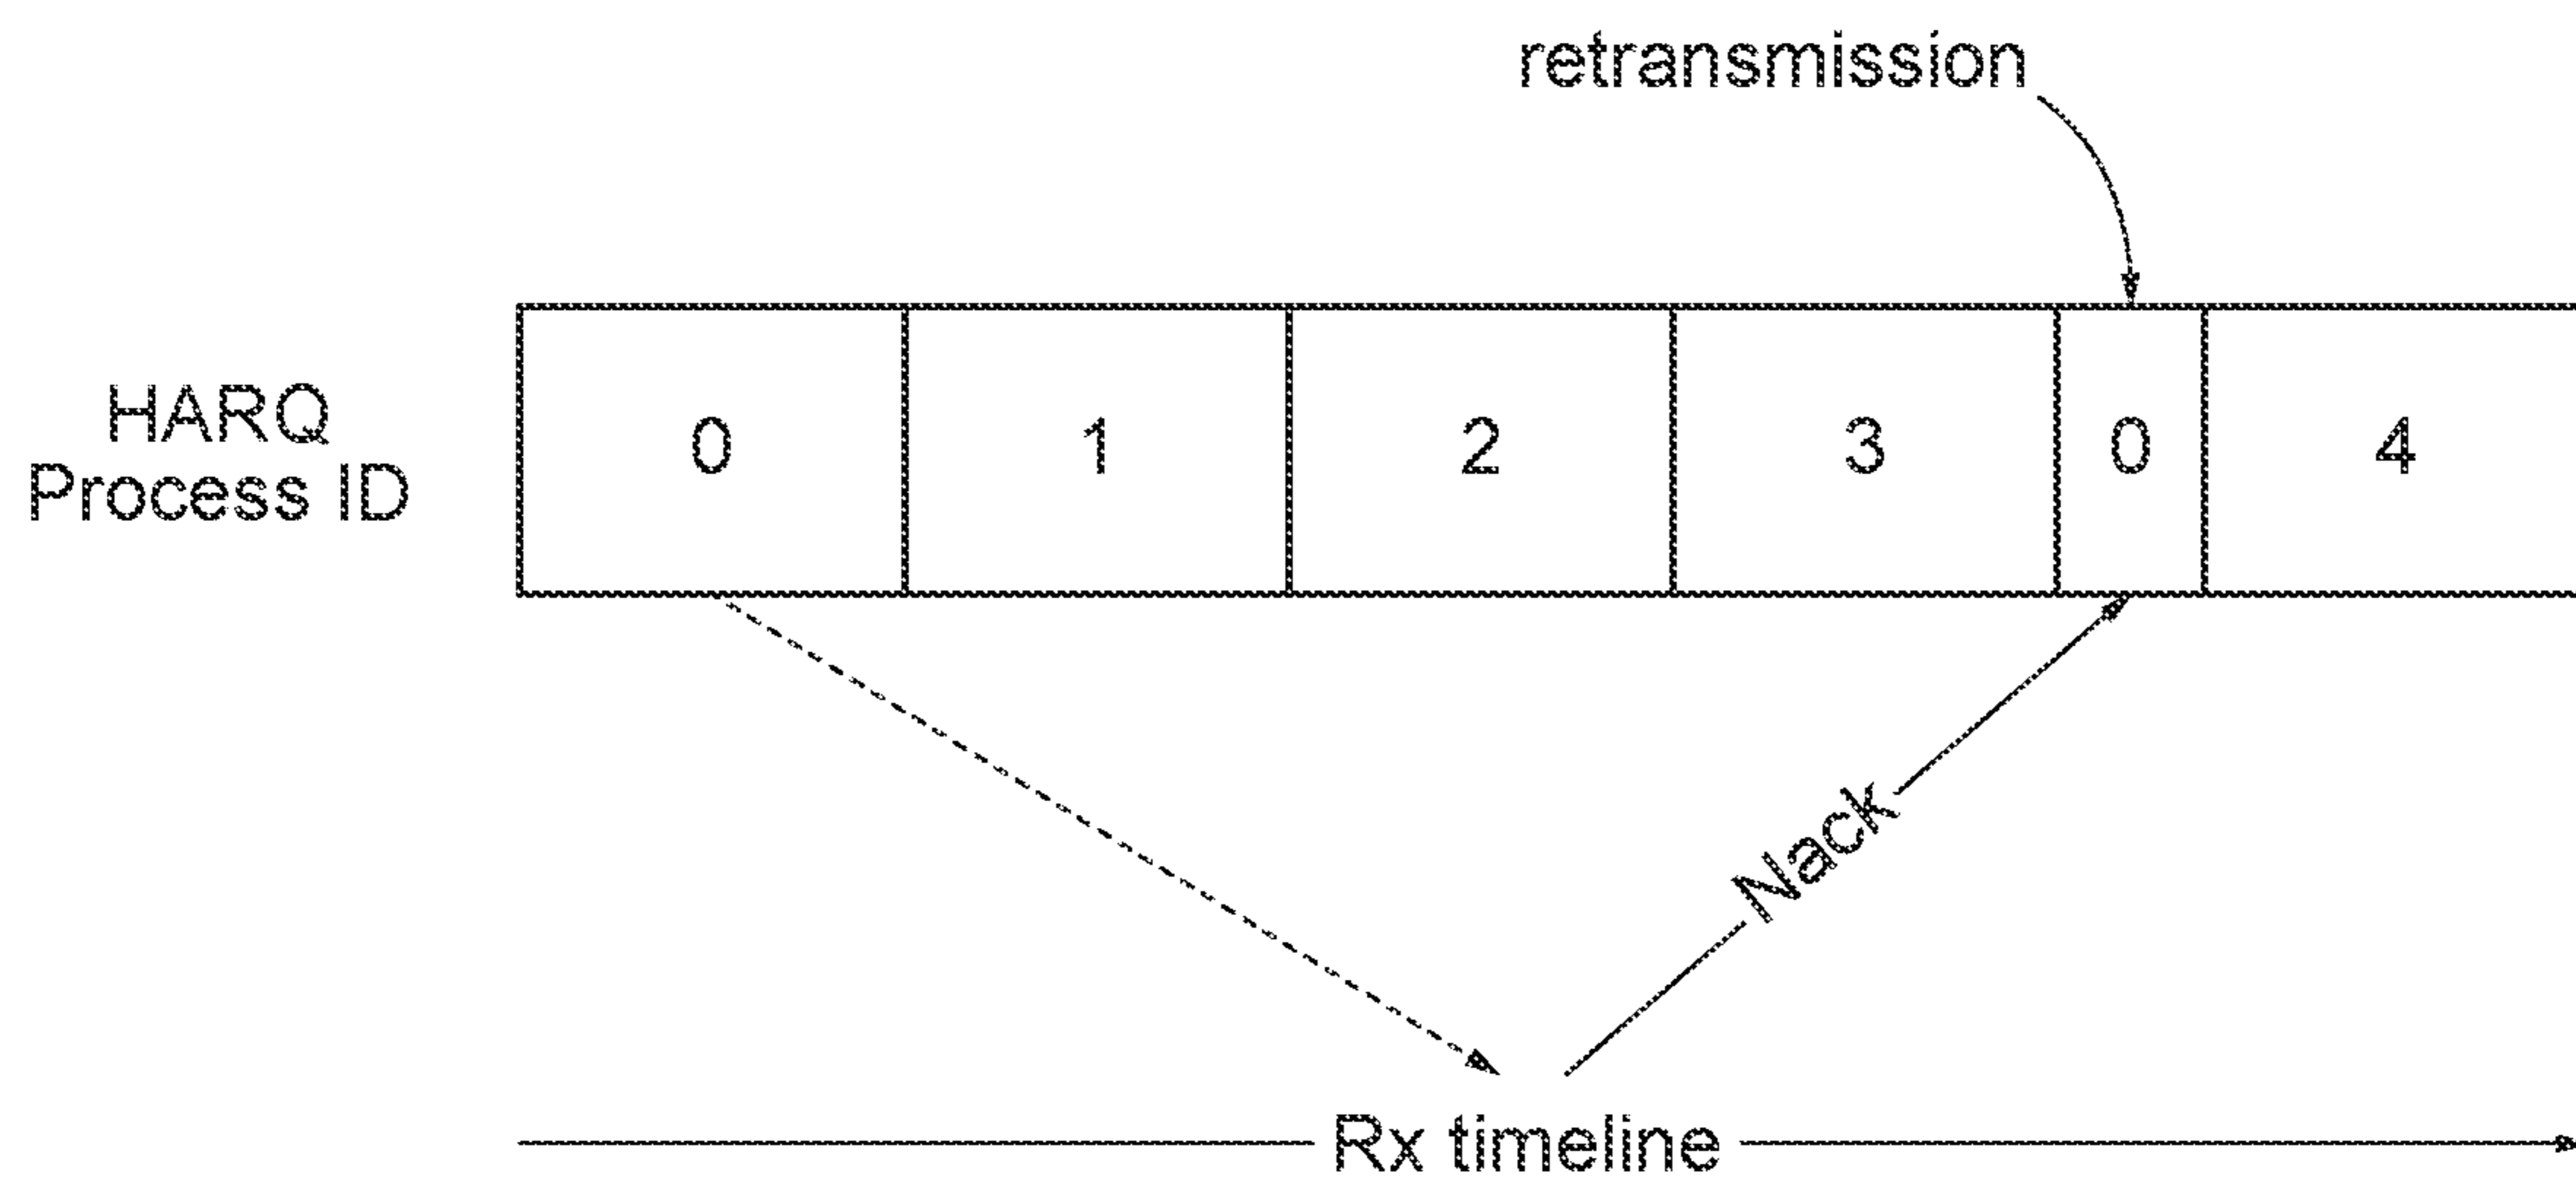 retransmission
HARQ
Process ID
0 1 2 3 0 4
Nack
Rx timeline